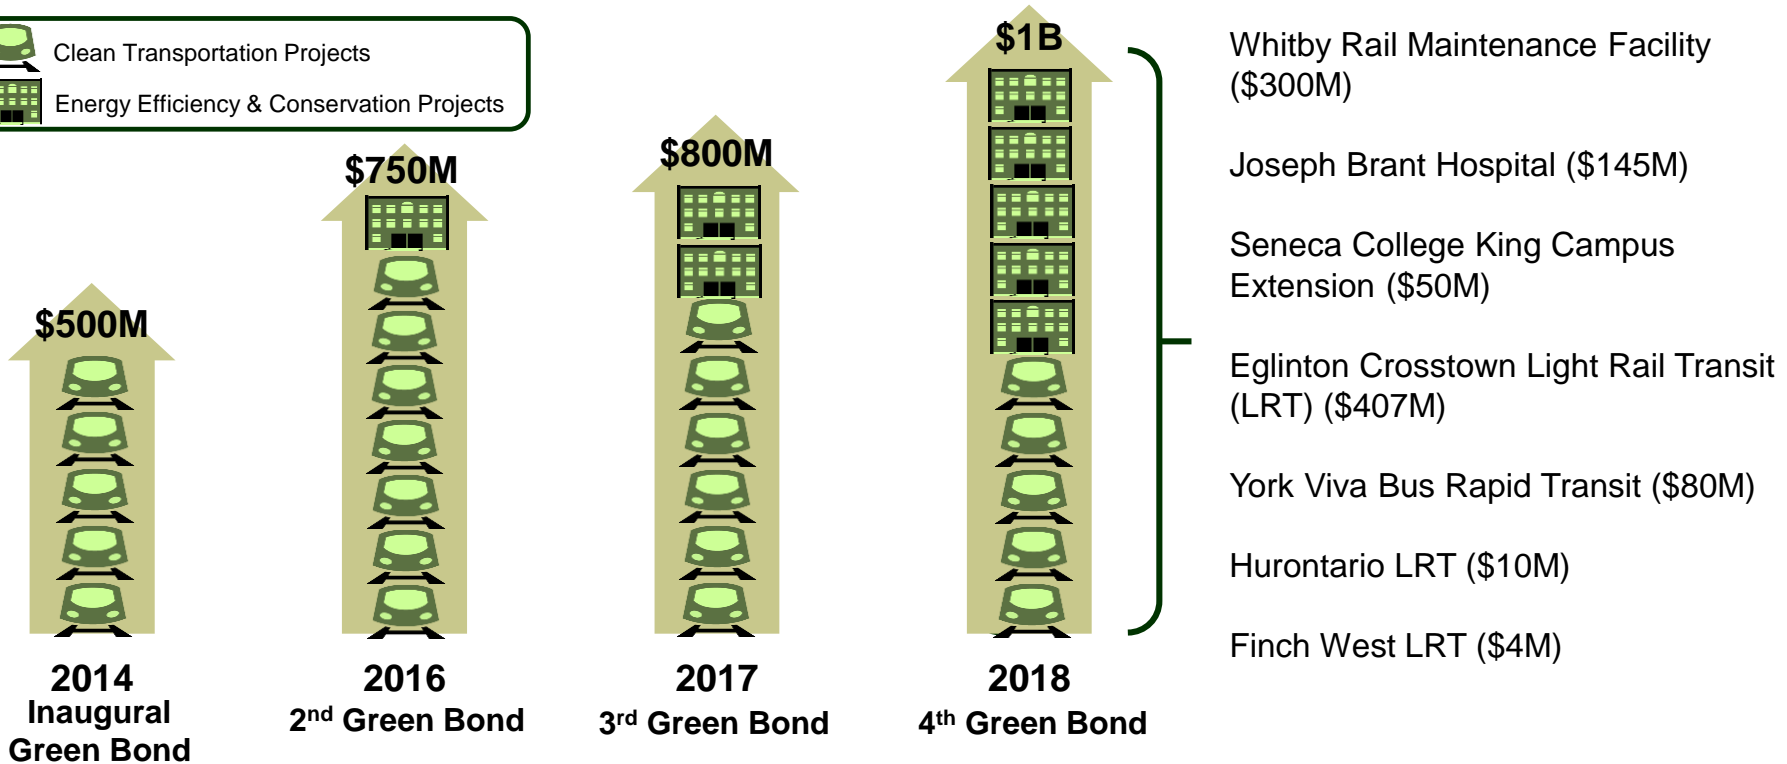 Clean Transportation Projects
Energy Efficiency & Conservation Projects
$500M
2014
Inaugural
Green Bond
$750M
2016
2nd Green Bond
$800M
2017
3rd Green Bond
$1B
2018
4th Green Bond
Whitby Rail Maintenance Facility
($300M)
Joseph Brant Hospital ($145M)
Seneca College King Campus
Extension ($50M)
Eglinton Crosstown Light Rail Transit
(LRT) ($407M)
York Viva Bus Rapid Transit ($80M)
Hurontario LRT ($10M)
Finch West LRT ($4M)